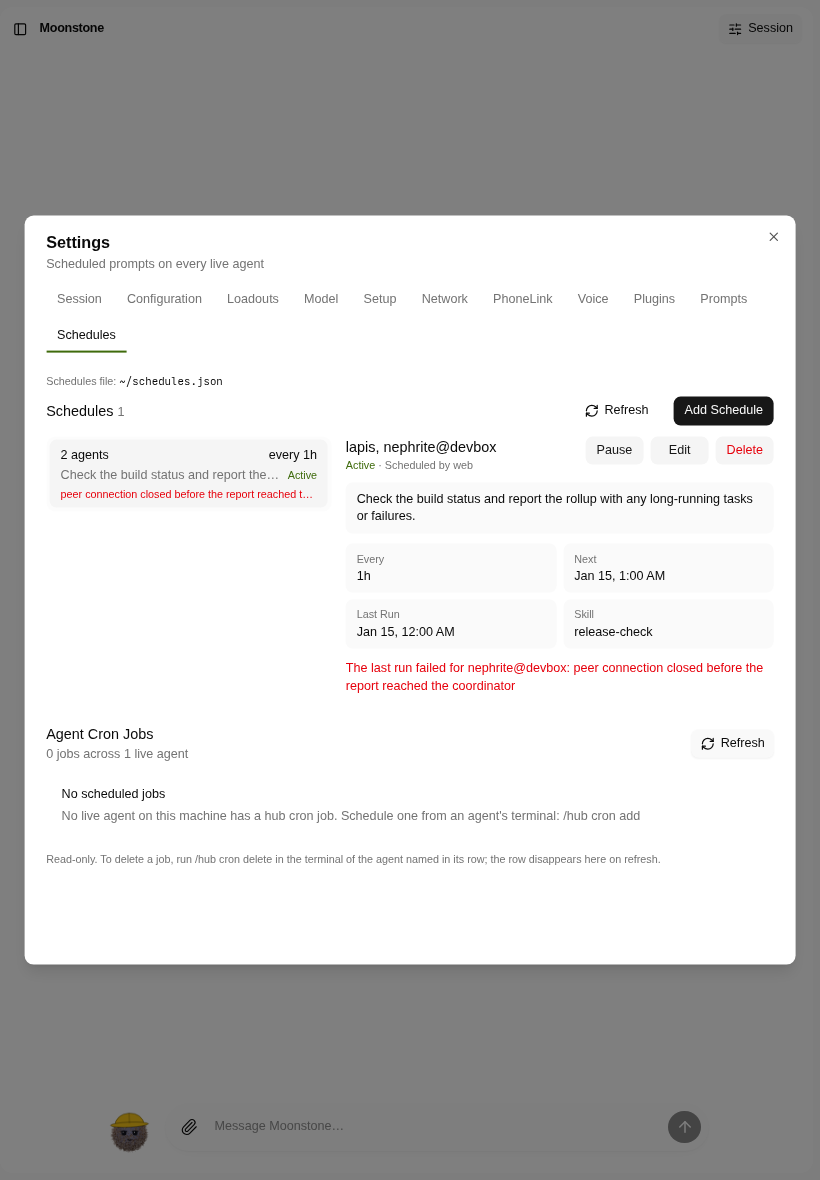 Moonstone
Session
Settings
Scheduled prompts on every live agent
Session Configuration Loadouts Model Setup Network PhoneLink Voice Plugins Prompts
Schedules
Schedules file: ~/schedules.json
Schedules 1
Refresh
Add Schedule
2 agents every 1h
Check the build status and report the… Active
peer connection closed before the report reached t…
lapis, nephrite@devbox
Active · Scheduled by web
Pause
Edit
Delete
Check the build status and report the rollup with any long-running tasks
or failures.
Every
1h
Next
Jan 15, 1:00 AM
Last Run
Jan 15, 12:00 AM
Skill
release-check
The last run failed for nephrite@devbox: peer connection closed before the
report reached the coordinator
Agent Cron Jobs
0 jobs across 1 live agent
Refresh
No scheduled jobs
No live agent on this machine has a hub cron job. Schedule one from an agent's terminal: /hub cron add
Read-only. To delete a job, run /hub cron delete in the terminal of the agent named in its row; the row disappears here on refresh.
Message Moonstone…